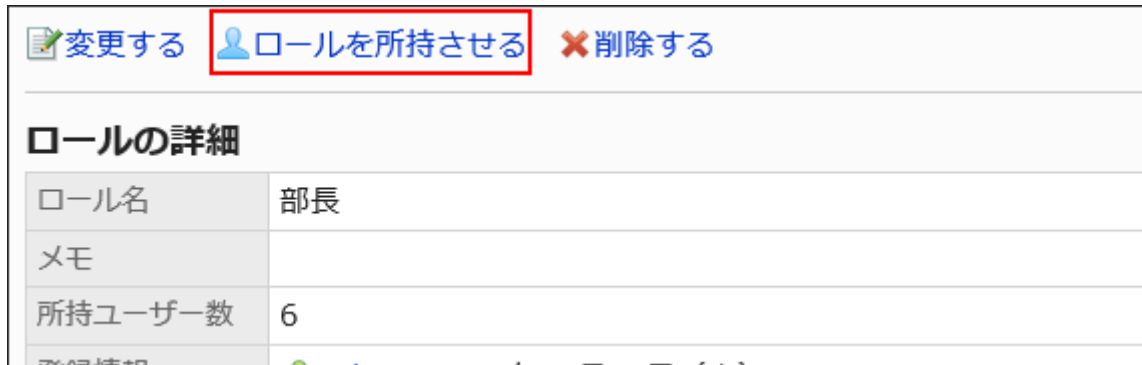 変更する ロールを所持させる 削除する
ロールの詳細
ロール名 部長
メモ
所持ユーザー数 6